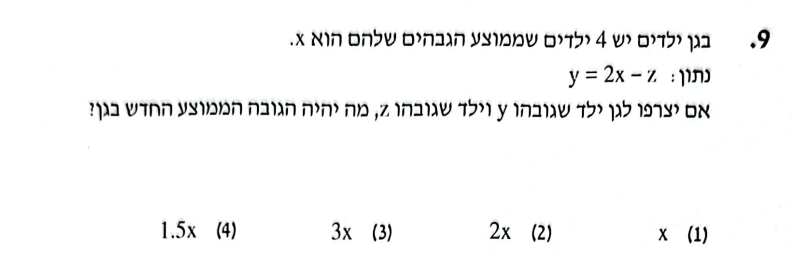 9. בגן ילדים יש 4 ילדים שממוצע הגבהים שלהם הוא x.
נתון: y = 2x − z
אם יצרפו לגן ילד שגובהו y וילד שגובהו z, מה יהיה הגובה הממוצע החדש בגן?
(1) x (2) 2x (3) 3x (4) 1.5x